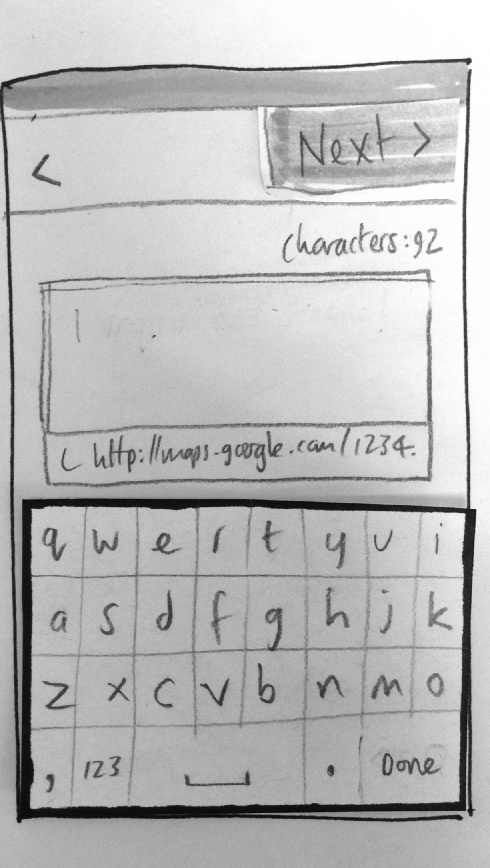 < Next >
characters: 92
( http://maps.google.com/1234.
q w e r t y u i
a s d f g h j k
z x c v b n m o
, 123 . Done